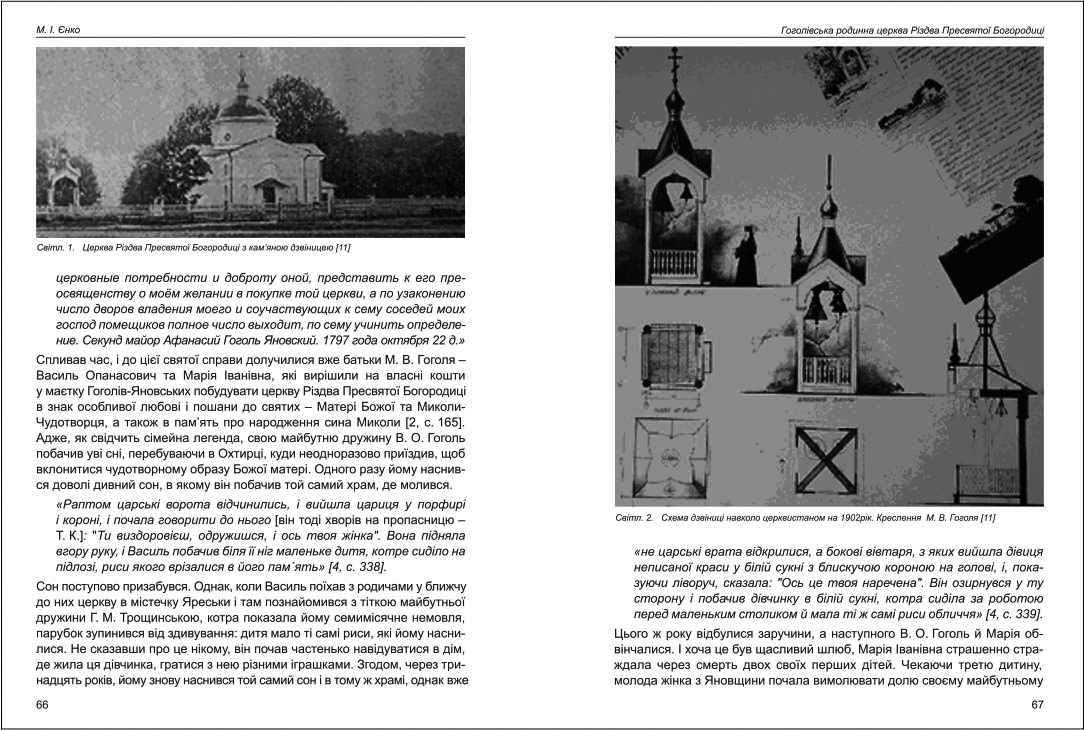 М. І. Єнко
Світл. 1. Церква Різдва Пресвятої Богородиці з кам’яною дзвіницею [11]
церковные потребности и доброту оной, представить к его пре-
освященству о моём желании в покупке той церкви, а по узаконению
число дворов владения моего и соучаствующих к сему соседей моих
господ помещиков полное число выходит, по сему учинить определе-
ние. Секунд майор Афанасий Гоголь Яновский. 1797 года октября 22 д.»
Спливав час, і до цієї святої справи долучилися вже батьки М. В. Гоголя –
Василь Опанасович та Марія Іванівна, які вирішили на власні кошти
у маєтку Гоголів-Яновських побудувати церкву Різдва Пресвятої Богородиці
в знак особливої любові і пошани до святих – Матері Божої та Миколи-
Чудотворця, а також в пам’ять про народження сина Миколи [2, с. 165].
Адже, як свідчить сімейна легенда, свою майбутню дружину В. О. Гоголь
побачив уві сні, перебуваючи в Охтирці, куди неодноразово приїздив, щоб
вклонитися чудотворному образу Божої матері. Одного разу йому наснив-
ся доволі дивний сон, в якому він побачив той самий храм, де молився.
«Раптом царські ворота відчинились, і вийшла цариця у порфирі
і короні, і почала говорити до нього [він тоді хворів на пропасницю –
Т. К.]: "Ти виздоровієш, одружишся, і ось твоя жінка". Вона підняла
вгору руку, і Василь побачив біля її ніг маленьке дитя, котре сиділо на
підлозі, риси якого врізалися в його пам΄ять» [4, с. 338].
Сон поступово призабувся. Однак, коли Василь поїхав з родичами у ближчу
до них церкву в містечку Яреськи і там познайомився з тіткою майбутньої
дружини Г. М. Трощинською, котра показала йому семимісячне немовля,
парубок зупинився від здивування: дитя мало ті самі риси, які йому насни-
лися. Не сказавши про це нікому, він почав частенько навідуватися в дім,
де жила ця дівчинка, гратися з нею різними іграшками. Згодом, через три-
надцять років, йому знову наснився той самий сон і в тому ж храмі, однак вже
66
Гоголівська родинна церква Різдва Пресвятої Богородиці
Світл. 2. Схема дзвіниці навколо церквистаном на 1902рік. Креслення М. В. Гоголя [11]
«не царські врата відкрилися, а бокові вівтаря, з яких вийшла дівиця
неписаної краси у білій сукні з блискучою короною на голові, і, пока-
зуючи ліворуч, сказала: "Ось це твоя наречена". Він озирнувся у ту
сторону і побачив дівчинку в білій сукні, котра сиділа за роботою
перед маленьким столиком й мала ті ж самі риси обличчя» [4, с. 339].
Цього ж року відбулися заручини, а наступного В. О. Гоголь й Марія об-
вінчалися. І хоча це був щасливий шлюб, Марія Іванівна страшенно стра-
ждала через смерть двох своїх перших дітей. Чекаючи третю дитину,
молода жінка з Яновщини почала вимолювати долю своєму майбутньому
67